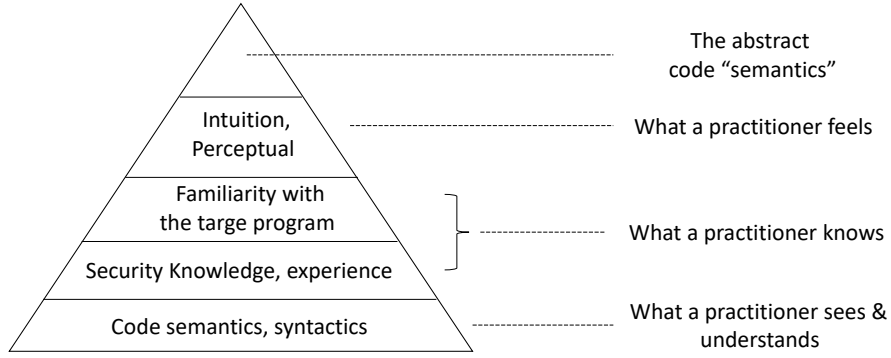 The abstract
code “semantics”
Intuition,
Perceptual
What a practitioner feels
Familiarity with
the targe program
What a practitioner knows
Security Knowledge, experience
Code semantics, syntactics
What a practitioner sees &
understands